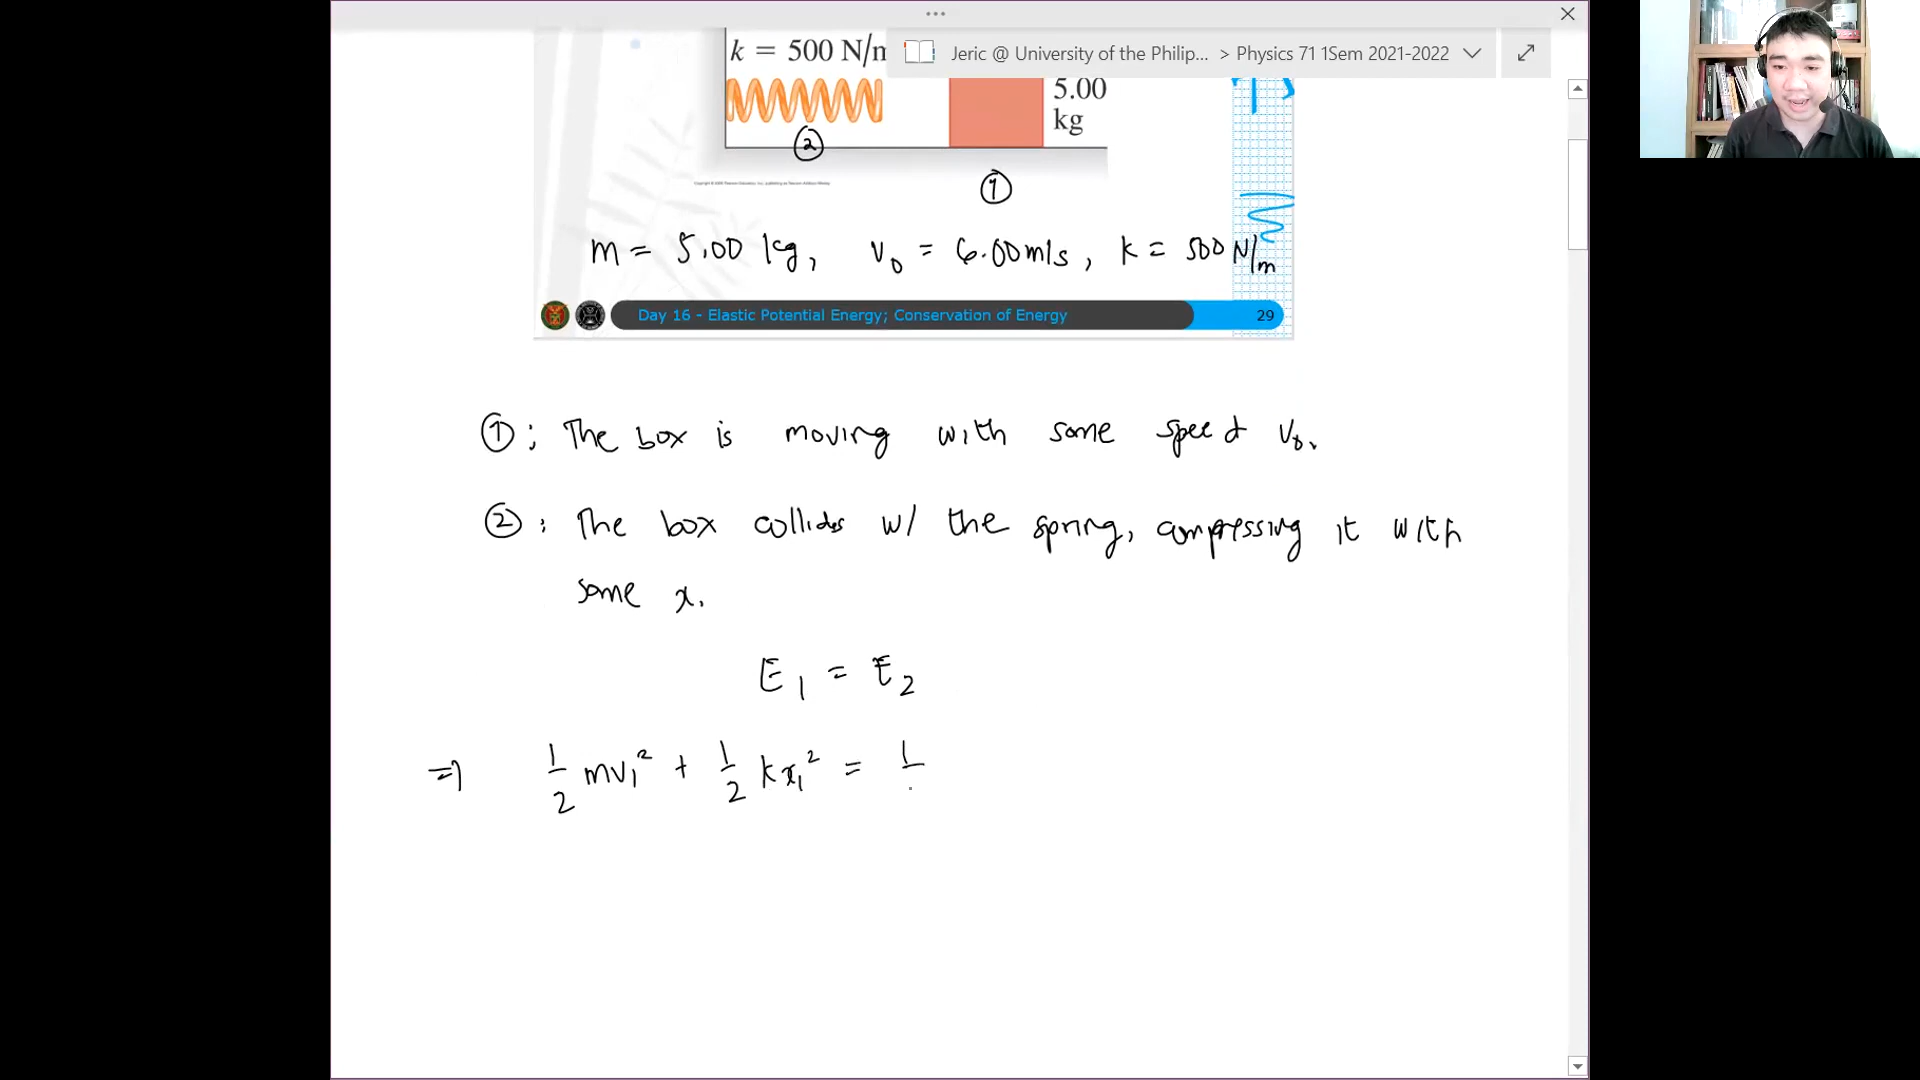 k = 500 N/m
Jeric @ University of the Philip... > Physics 71 1Sem 2021-2022
5.00
kg
②
①
m = 5.00 kg, v₀ = 6.00 m/s, k = 500 N/m
Day 16 - Elastic Potential Energy; Conservation of Energy 29
①: The box is moving with some speed v₀.
②: The box collides w/ the spring, compressing it with
some x.
E₁ = E₂
⇒ 1/2 mv₁² + 1/2 kx₁² = 1